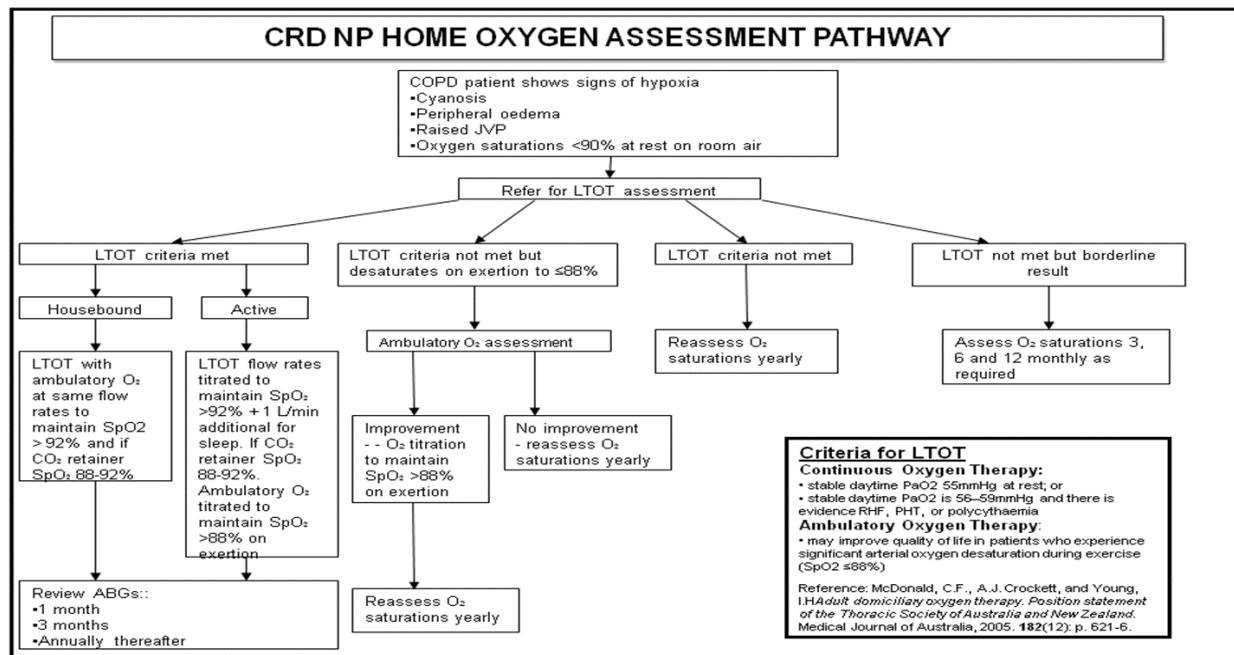 CRD NP HOME OXYGEN ASSESSMENT PATHWAY
COPD patient shows signs of hypoxia
•Cyanosis
•Peripheral oedema
•Raised JVP
•Oxygen saturations <90% at rest on room air
Refer for LTOT assessment
LTOT criteria met
Housebound
Active
LTOT with
ambulatory O₂
at same flow
rates to
maintain SpO2
> 92% and if
CO₂ retainer
SpO₂ 88-92%
LTOT flow rates
titrated to
maintain SpO₂
>92% + 1 L/min
additional for
sleep. If CO₂
retainer SpO₂
88-92%.
Ambulatory O₂
titrated to
maintain SpO₂
>88% on
exertion
Review ABGs::
•1 month
•3 months
•Annually thereafter
LTOT criteria not met but
desaturates on exertion to ≤88%
Ambulatory O₂ assessment
Improvement
- - O₂ titration
to maintain
SpO₂ >88%
on exertion
No improvement
- reassess O₂
saturations yearly
Reassess O₂
saturations yearly
LTOT criteria not met
Reassess O₂
saturations yearly
LTOT not met but borderline
result
Assess O₂ saturations 3,
6 and 12 monthly as
required
Criteria for LTOT
Continuous Oxygen Therapy:
• stable daytime PaO2 55mmHg at rest; or
• stable daytime PaO2 is 56–59mmHg and there is
evidence RHF, PHT, or polycythaemia
Ambulatory Oxygen Therapy:
• may improve quality of life in patients who experience
significant arterial oxygen desaturation during exercise
(SpO2 ≤88%)
Reference: McDonald, C.F., A.J. Crockett, and Young,
I.HAdult domiciliary oxygen therapy. Position statement
of the Thoracic Society of Australia and New Zealand.
Medical Journal of Australia, 2005. 182(12): p. 621-6.